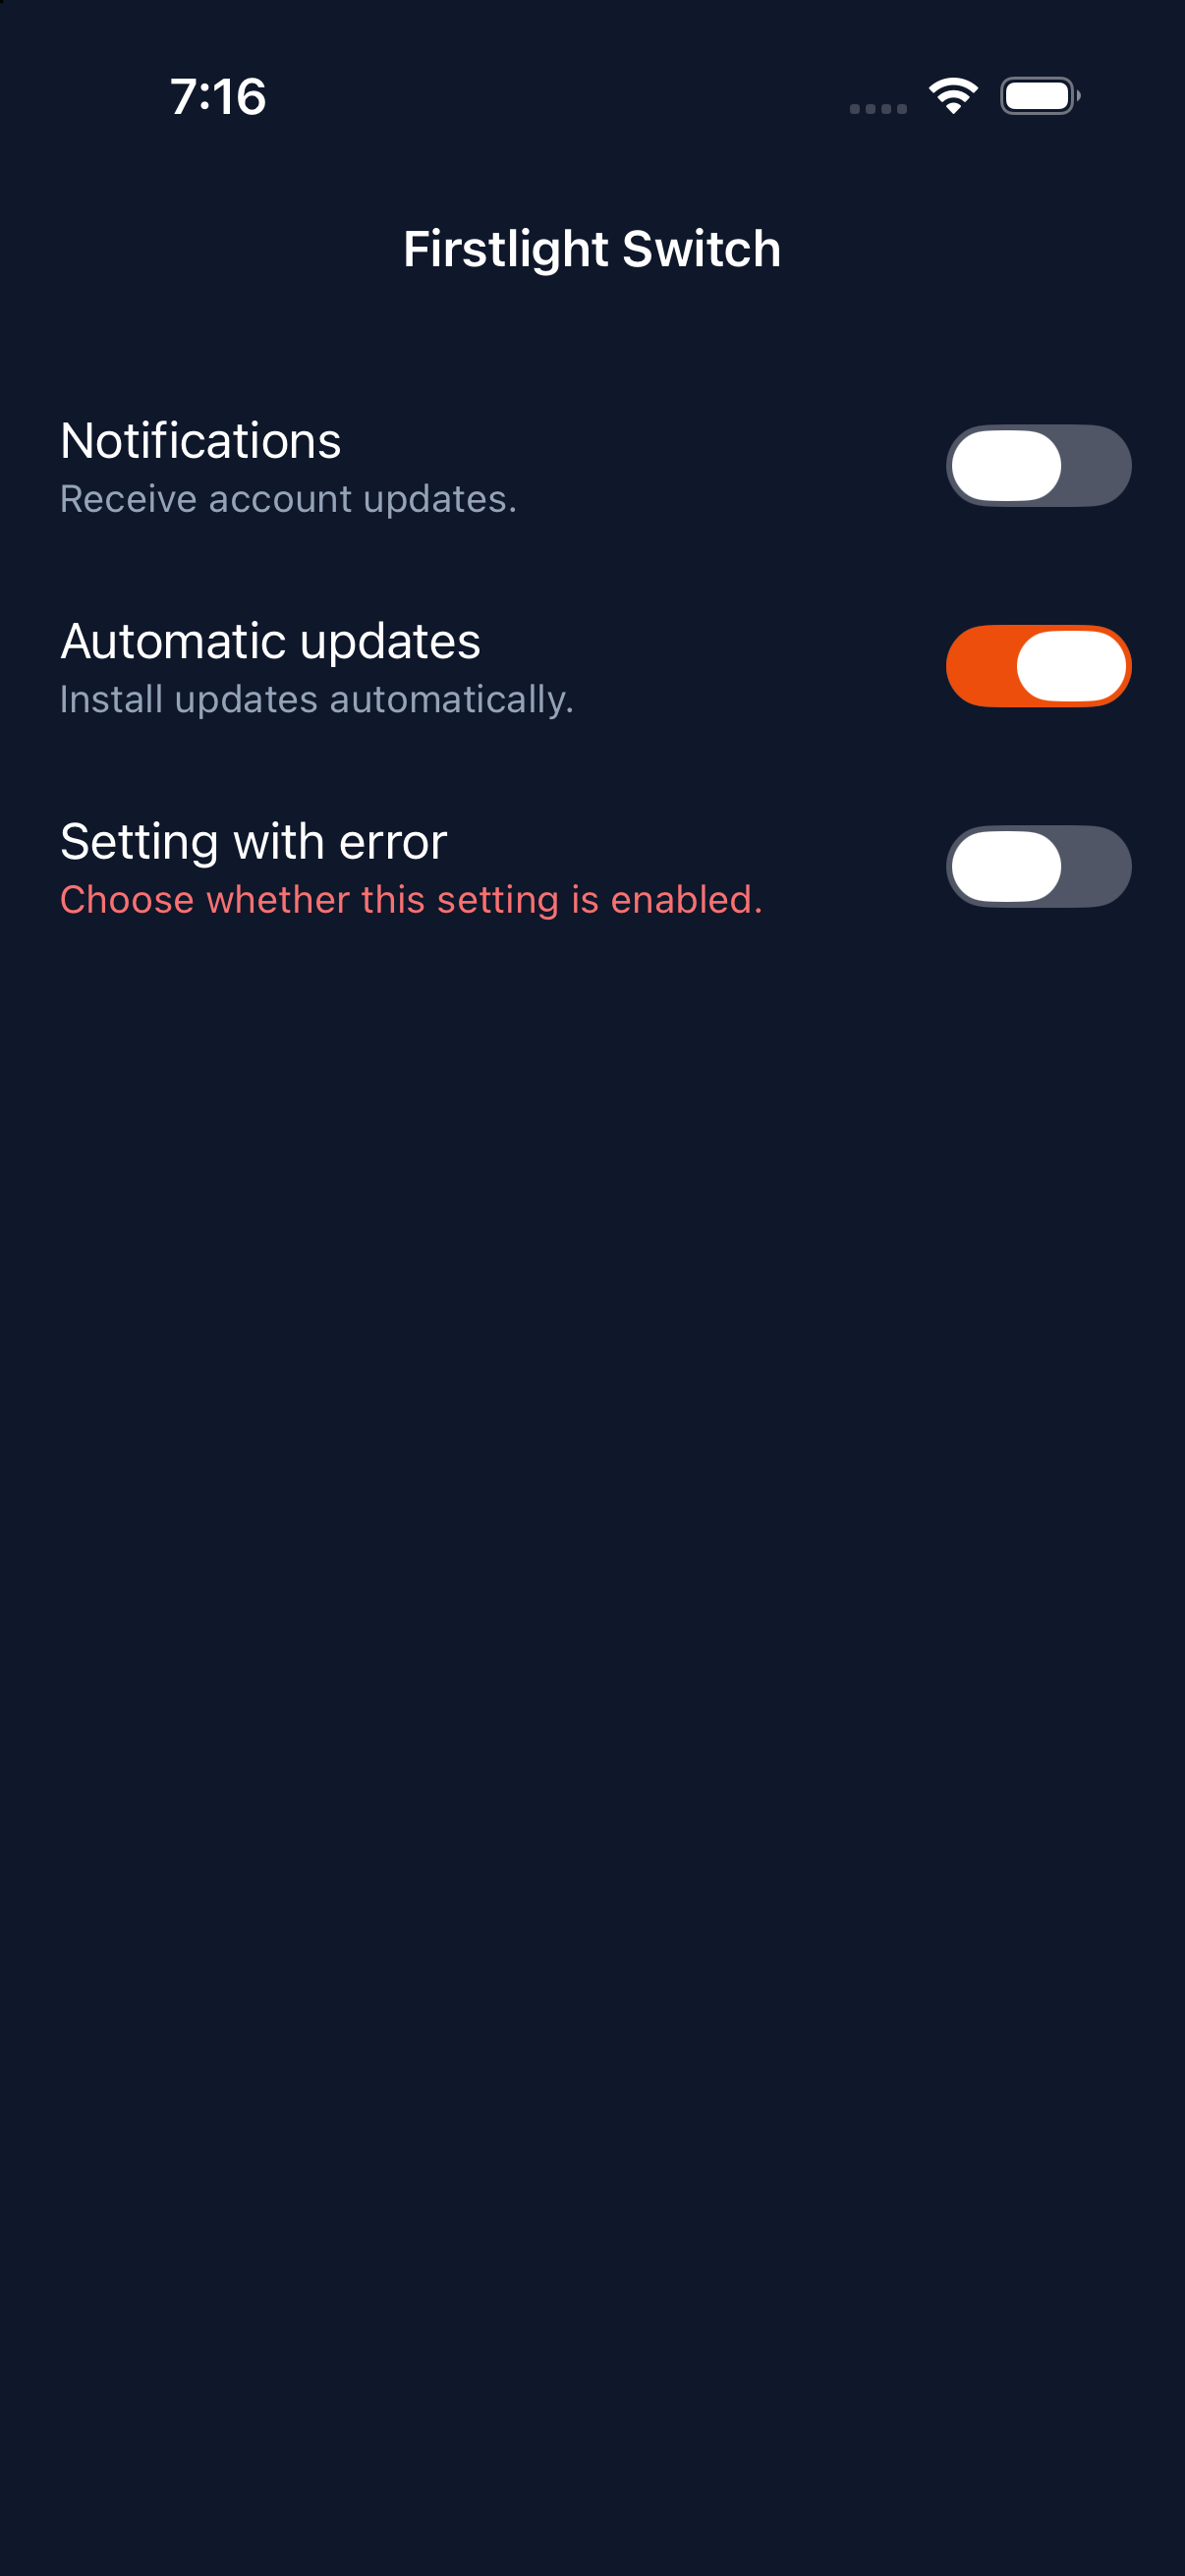 7:16
Firstlight Switch
Notifications
Receive account updates.
Automatic updates
Install updates automatically.
Setting with error
Choose whether this setting is enabled.